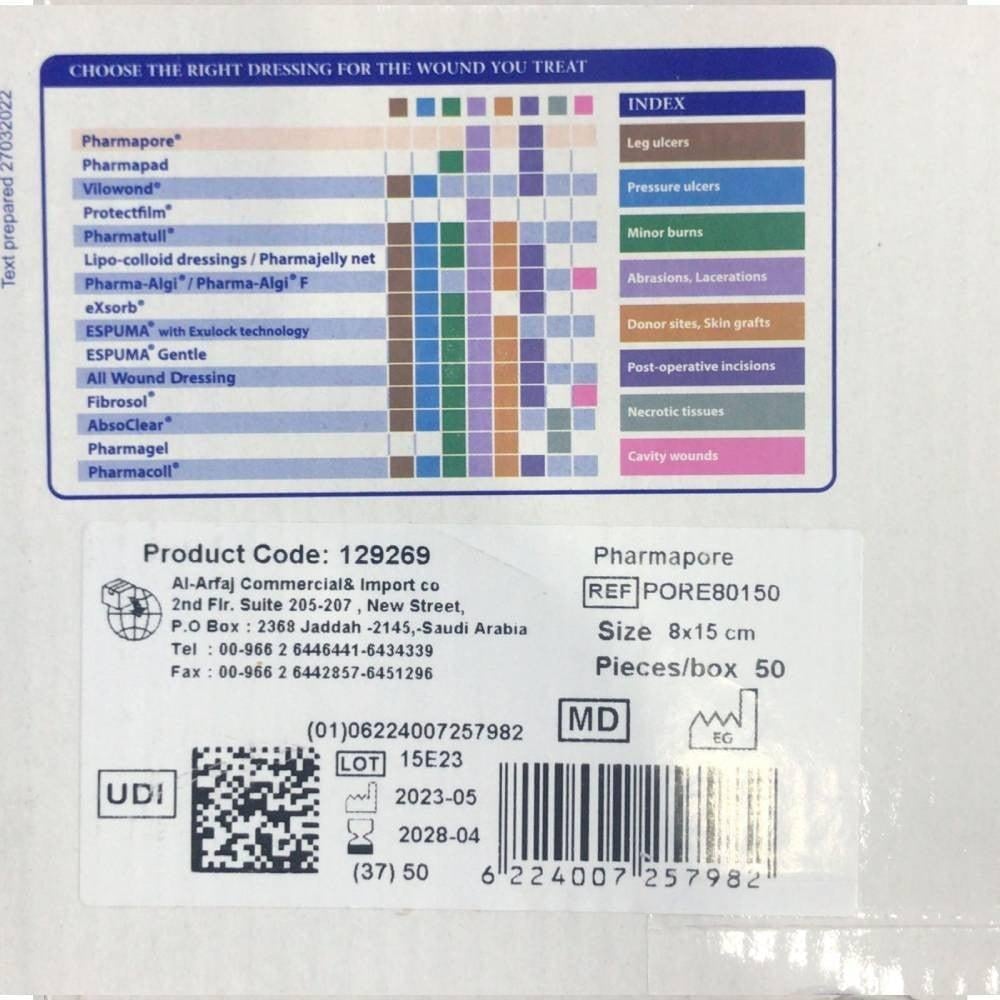 Text prepared 27032022
CHOOSE THE RIGHT DRESSING FOR THE WOUND YOU TREAT
INDEX
Pharmapore®
Pharmapad
Vilowond®
Protectfilm®
Pharmatull®
Lipo-colloid dressings / Pharmajelly net
Pharma-Algi® / Pharma-Algi® F
eXsorb®
ESPUMA® with Exulock technology
ESPUMA® Gentle
All Wound Dressing
Fibrosol®
AbsoClear®
Pharmagel
Pharmacoll®
Leg ulcers
Pressure ulcers
Minor burns
Abrasions, Lacerations
Donor sites, Skin grafts
Post-operative incisions
Necrotic tissues
Cavity wounds
Product Code: 129269
Al-Arfaj Commercial& Import co
2nd Flr. Suite 205-207 , New Street,
P.O Box : 2368 Jaddah -2145,-Saudi Arabia
Tel : 00-966 2 6446441-6434339
Fax : 00-966 2 6442857-6451296
Pharmapore
REF PORE80150
Size 8x15 cm
Pieces/box 50
MD
EG
(01)06224007257982
UDI
LOT 15E23
2023-05
2028-04
(37) 50
6 224007 257982